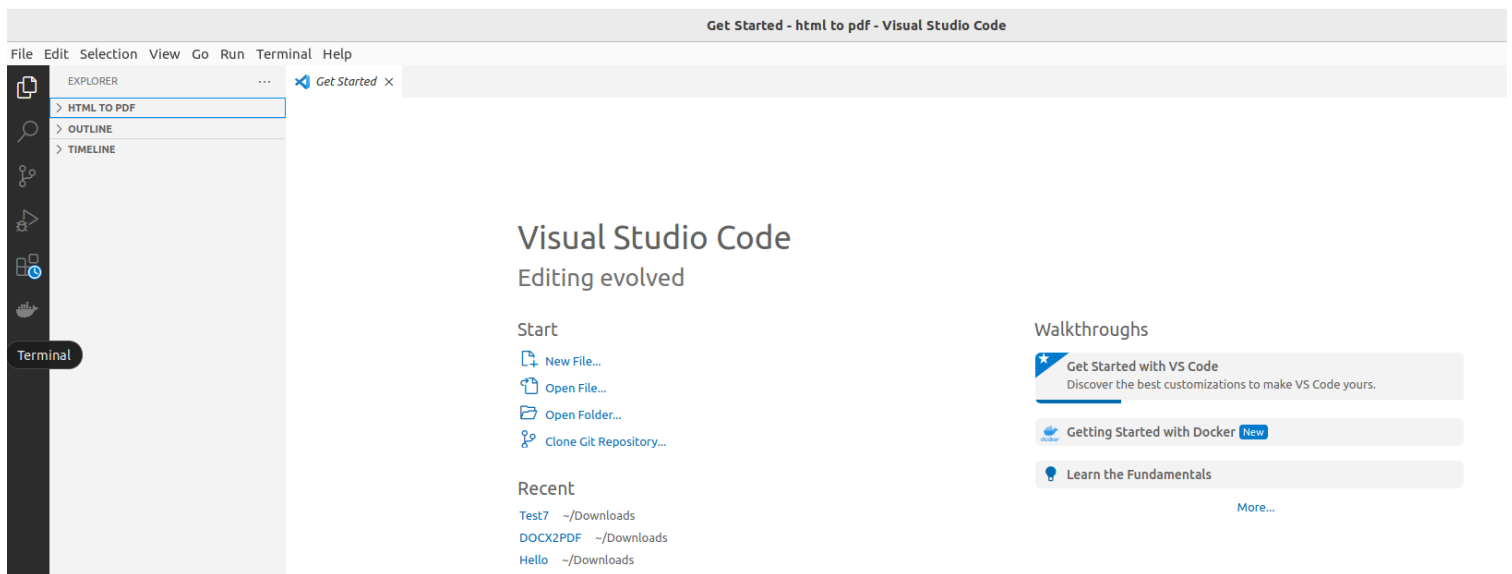 Get Started - html to pdf - Visual Studio Code
File Edit Selection View Go Run Terminal Help
EXPLORER ...
Get Started ×
HTML TO PDF
OUTLINE
TIMELINE
Terminal
Visual Studio Code
Editing evolved
Start
New File...
Open File...
Open Folder...
Clone Git Repository...
Recent
Test7 ~/Downloads
DOCX2PDF ~/Downloads
Hello ~/Downloads
Walkthroughs
Get Started with VS Code
Discover the best customizations to make VS Code yours.
docker
Getting Started with Docker New
Learn the Fundamentals
More...